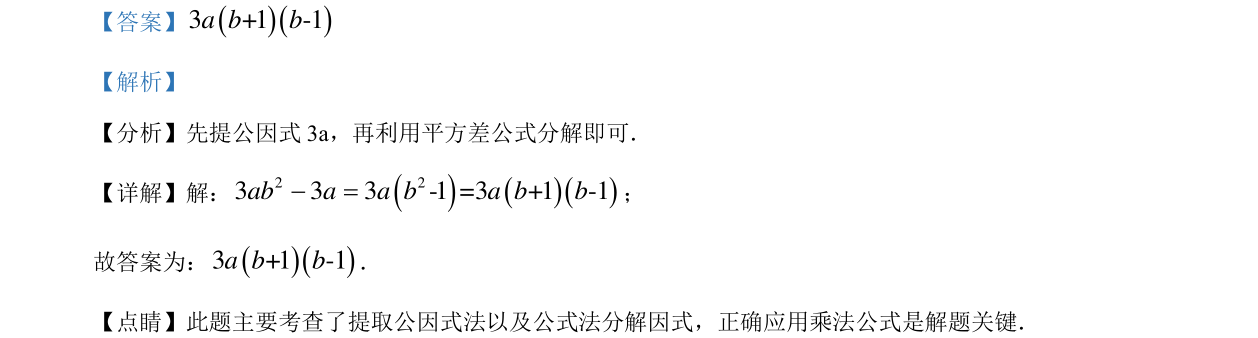 【答案】3a(b+1)(b-1)
【解析】
【分析】先提公因式 3a，再利用平方差公式分解即可．
【详解】解：3ab² − 3a = 3a(b² -1)=3a(b+1)(b-1)；
故答案为：3a(b+1)(b-1)．
【点睛】此题主要考查了提取公因式法以及公式法分解因式，正确应用乘法公式是解题关键．